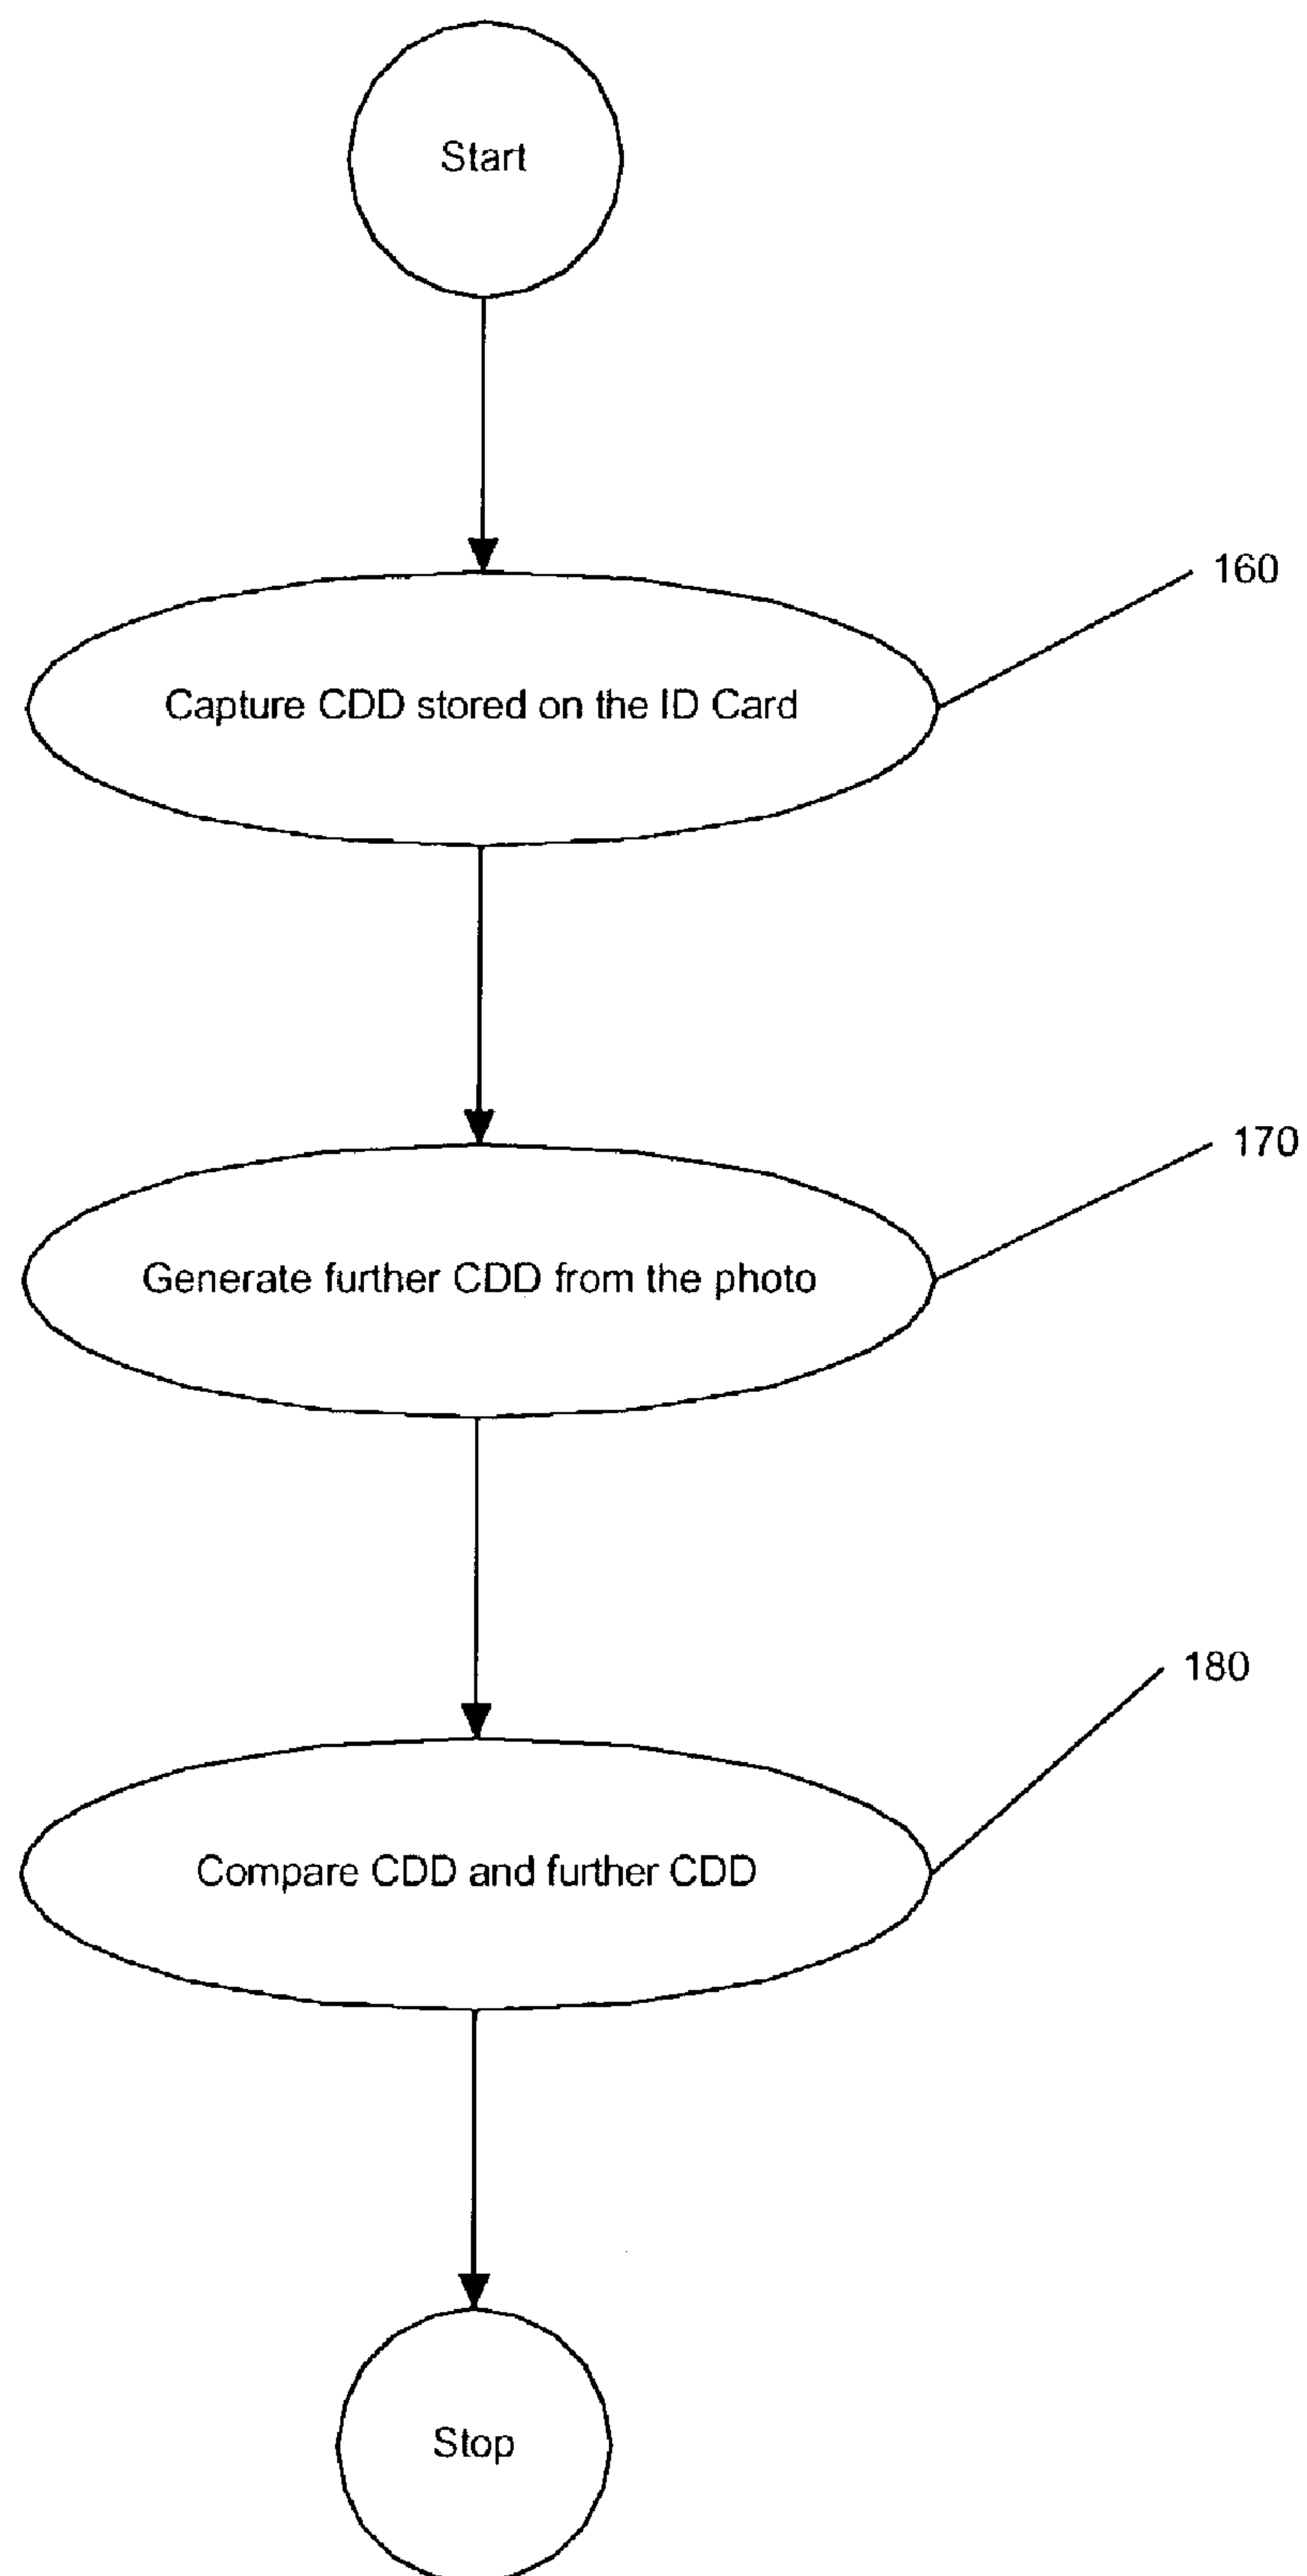 Start
160
Capture CDD stored on the ID Card
170
Generate further CDD from the photo
180
Compare CDD and further CDD
Stop